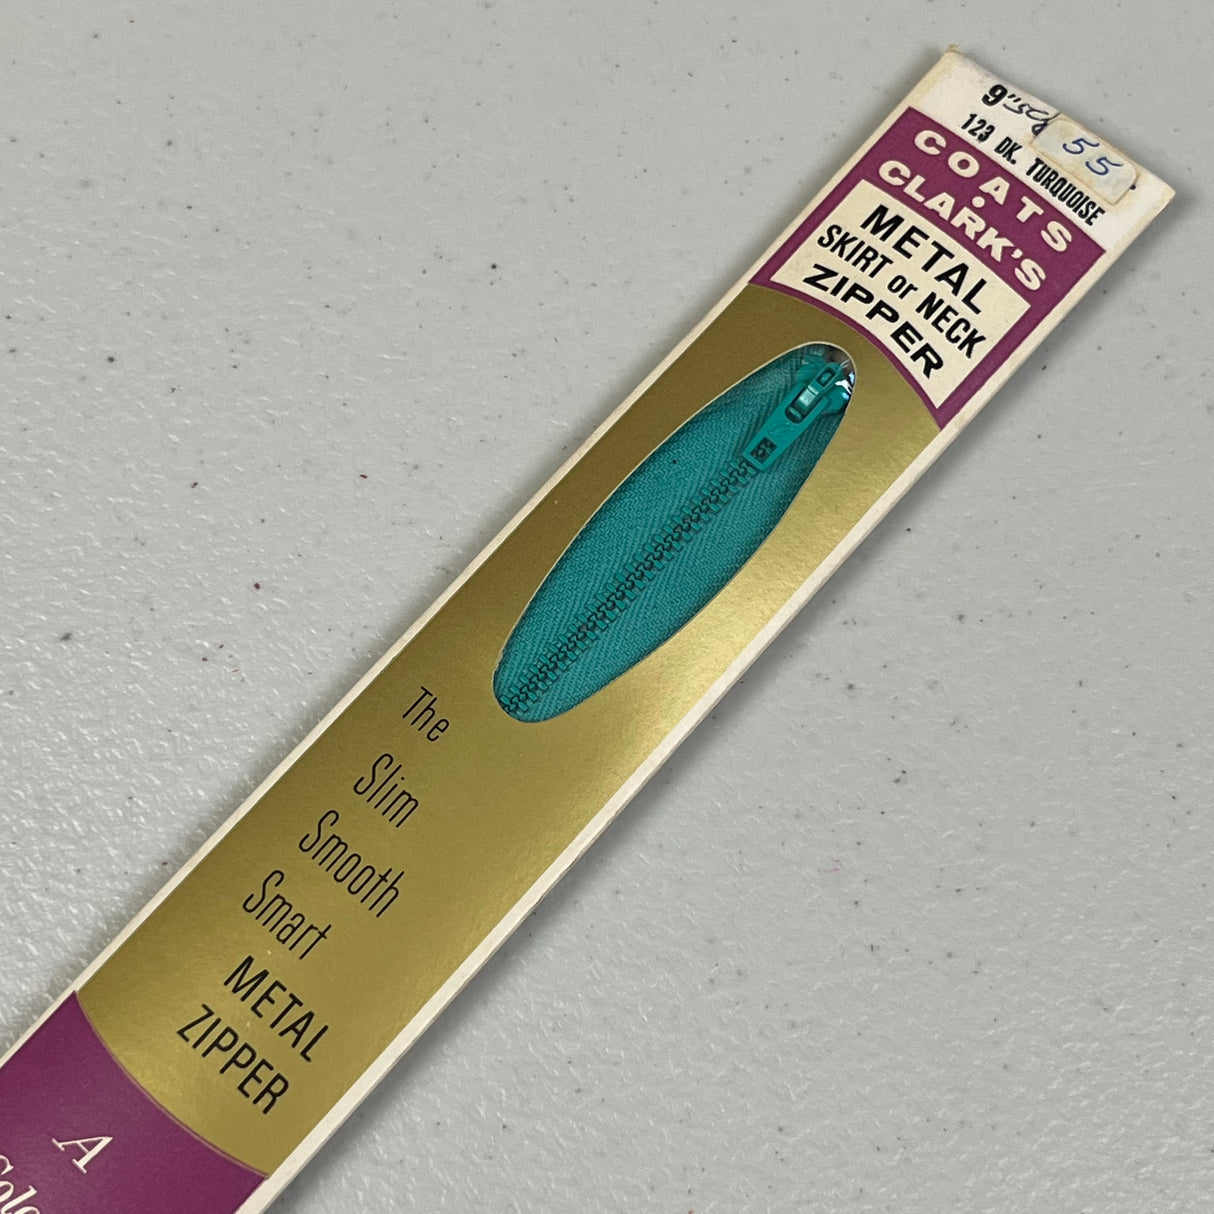 9"
55
123 DK. TURQUOISE
COATS
CLARK'S
METAL
SKIRT or NECK
ZIPPER
The
Slim
Smooth
Smart
METAL
ZIPPER
A